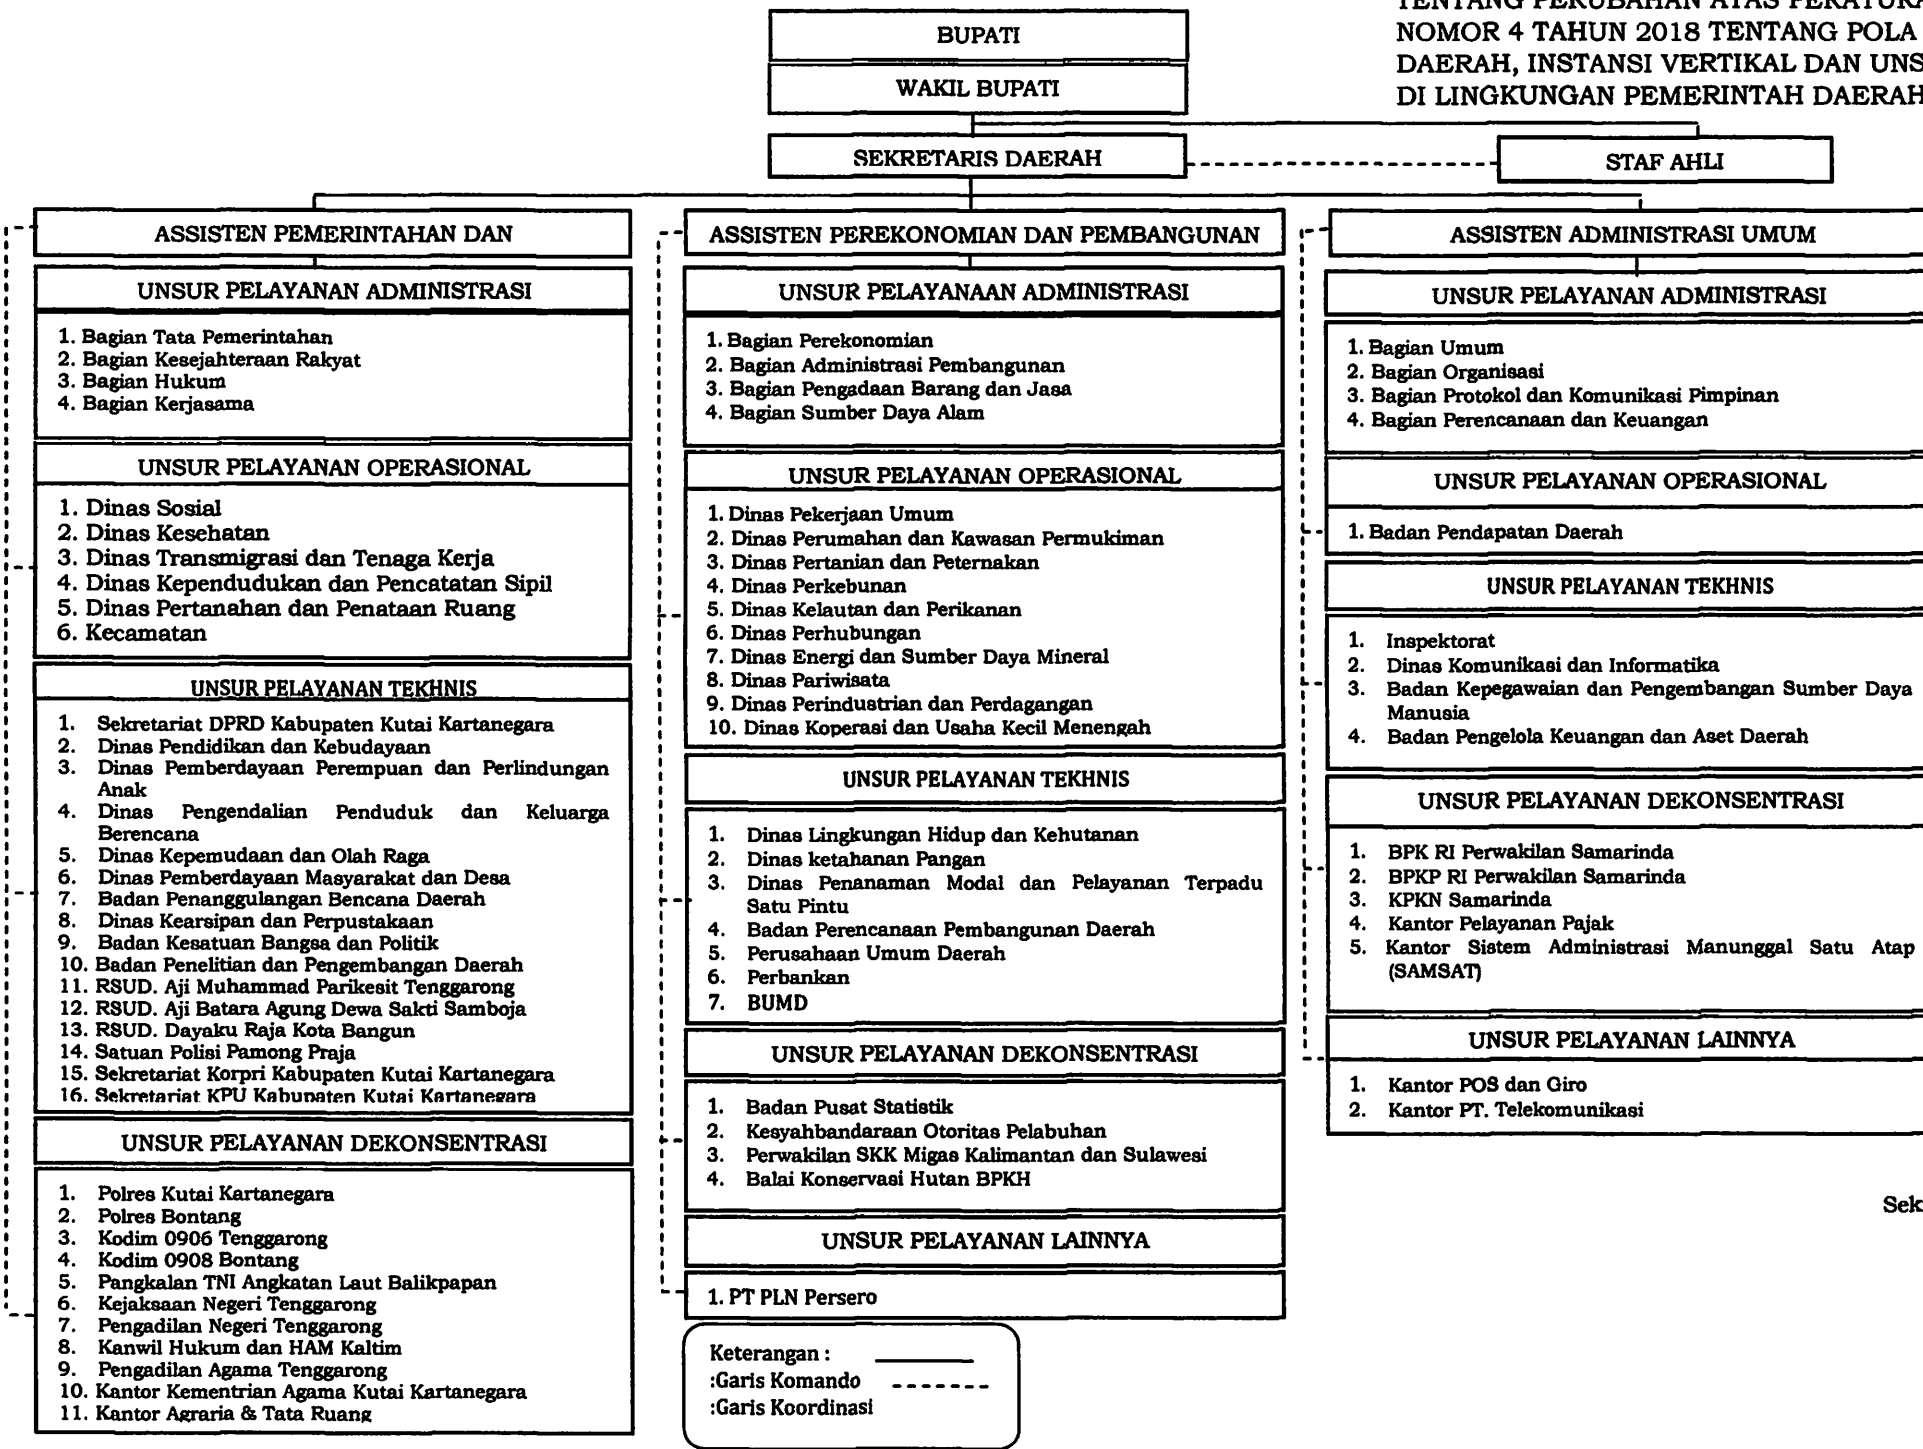 TENTANG PERUBAHAN ATAS
NOMOR 4 TAHUN 2018 TENTANG POLA
DAERAH, INSTANSI VERTIKAL DAN
DI LINGKUNGAN PEMERINTAH DAERAH
BUPATI
WAKIL BUPATI
SEKRETARIS DAERAH
STAF AHLI
ASSISTEN PEMERINTAHAN DAN
UNSUR PELAYANAN ADMINISTRASI
1. Bagian Tata Pemerintahan
2. Bagian Kesejahteraan Rakyat
3. Bagian Hukum
4. Bagian Kerjasama
UNSUR PELAYANAN OPERASIONAL
1. Dinas Sosial
2. Dinas Kesehatan
3. Dinas Transmigrasi dan Tenaga Kerja
4. Dinas Kependudukan dan Pencatatan Sipil
5. Dinas Pertanahan dan Penataan Ruang
6. Kecamatan
UNSUR PELAYANAN TEKHNIS
1. Sekretariat DPRD Kabupaten Kutai Kartanegara
2. Dinas Pendidikan dan Kebudayaan
3. Dinas Pemberdayaan Perempuan dan Perlindungan
Anak
4. Dinas Pengendalian Penduduk dan Keluarga
Berencana
5. Dinas Kepemudaan dan Olah Raga
6. Dinas Pemberdayaan Masyarakat dan Desa
7. Badan Penanggulangan Bencana Daerah
8. Dinas Kearsipan dan Perpustakaan
9. Badan Kesatuan Bangsa dan Politik
10. Badan Penelitian dan Pengembangan Daerah
11. RSUD. Aji Muhammad Parikesit Tenggarong
12. RSUD. Aji Batara Agung Dewa Sakti Samboja
13. RSUD. Dayaku Raja Kota Bangun
14. Satuan Polisi Pamong Praja
15. Sekretariat Korpri Kabupaten Kutai Kartanegara
16. Sekretariat KPU Kabupaten Kutai Kartanegara
UNSUR PELAYANAN DEKONSENTRASI
1. Polres Kutai Kartanegara
2. Polres Bontang
3. Kodim 0906 Tenggarong
4. Kodim 0908 Bontang
5. Pangkalan TNI Angkatan Laut Balikpapan
6. Kejaksaan Negeri Tenggarong
7. Pengadilan Negeri Tenggarong
8. Kanwil Hukum dan HAM Kaltim
9. Pengadilan Agama Tenggarong
10. Kantor Kementrian Agama Kutai Kartanegara
11. Kantor Agraria & Tata Ruang
ASSISTEN PEREKONOMIAN DAN PEMBANGUNAN
UNSUR PELAYANAAN ADMINISTRASI
1. Bagian Perekonomian
2. Bagian Administrasi Pembangunan
3. Bagian Pengadaan Barang dan Jasa
4. Bagian Sumber Daya Alam
UNSUR PELAYANAN OPERASIONAL
1. Dinas Pekerjaan Umum
2. Dinas Perumahan dan Kawasan Permukiman
3. Dinas Pertanian dan Peternakan
4. Dinas Perkebunan
5. Dinas Kelautan dan Perikanan
6. Dinas Perhubungan
7. Dinas Energi dan Sumber Daya Mineral
8. Dinas Pariwisata
9. Dinas Perindustrian dan Perdagangan
10. Dinas Koperasi dan Usaha Kecil Menengah
UNSUR PELAYANAN TEKHNIS
1. Dinas Lingkungan Hidup dan Kehutanan
2. Dinas ketahanan Pangan
3. Dinas Penanaman Modal dan Pelayanan Terpadu
Satu Pintu
4. Badan Perencanaan Pembangunan Daerah
5. Perusahaan Umum Daerah
6. Perbankan
7. BUMD
UNSUR PELAYANAN DEKONSENTRASI
1. Badan Pusat Statistik
2. Kesyahbandaraan Otoritas Pelabuhan
3. Perwakilan SKK Migas Kalimantan dan Sulawesi
4. Balai Konservasi Hutan BPKH
UNSUR PELAYANAN LAINNYA
1. PT PLN Persero
Keterangan :
:Garis Komando
:Garis Koordinasi
ASSISTEN ADMINISTRASI UMUM
UNSUR PELAYANAN ADMINISTRASI
1. Bagian Umum
2. Bagian Organisasi
3. Bagian Protokol dan Komunikasi Pimpinan
4. Bagian Perencanaan dan Keuangan
UNSUR PELAYANAN OPERASIONAL
1. Badan Pendapatan Daerah
UNSUR PELAYANAN TEKHNIS
1. Inspektorat
2. Dinas Komunikasi dan Informatika
3. Badan Kepegawaian dan Pengembangan Sumber Daya
Manusia
4. Badan Pengelola Keuangan dan Aset Daerah
UNSUR PELAYANAN DEKONSENTRASI
1. BPK RI Perwakilan Samarinda
2. BPKP RI Perwakilan Samarinda
3. KPKN Samarinda
4. Kantor Pelayanan Pajak
5. Kantor Sistem Administrasi Manunggal Satu Atap
(SAMSAT)
UNSUR PELAYANAN LAINNYA
1. Kantor POS dan Giro
2. Kantor PT. Telekomunikasi